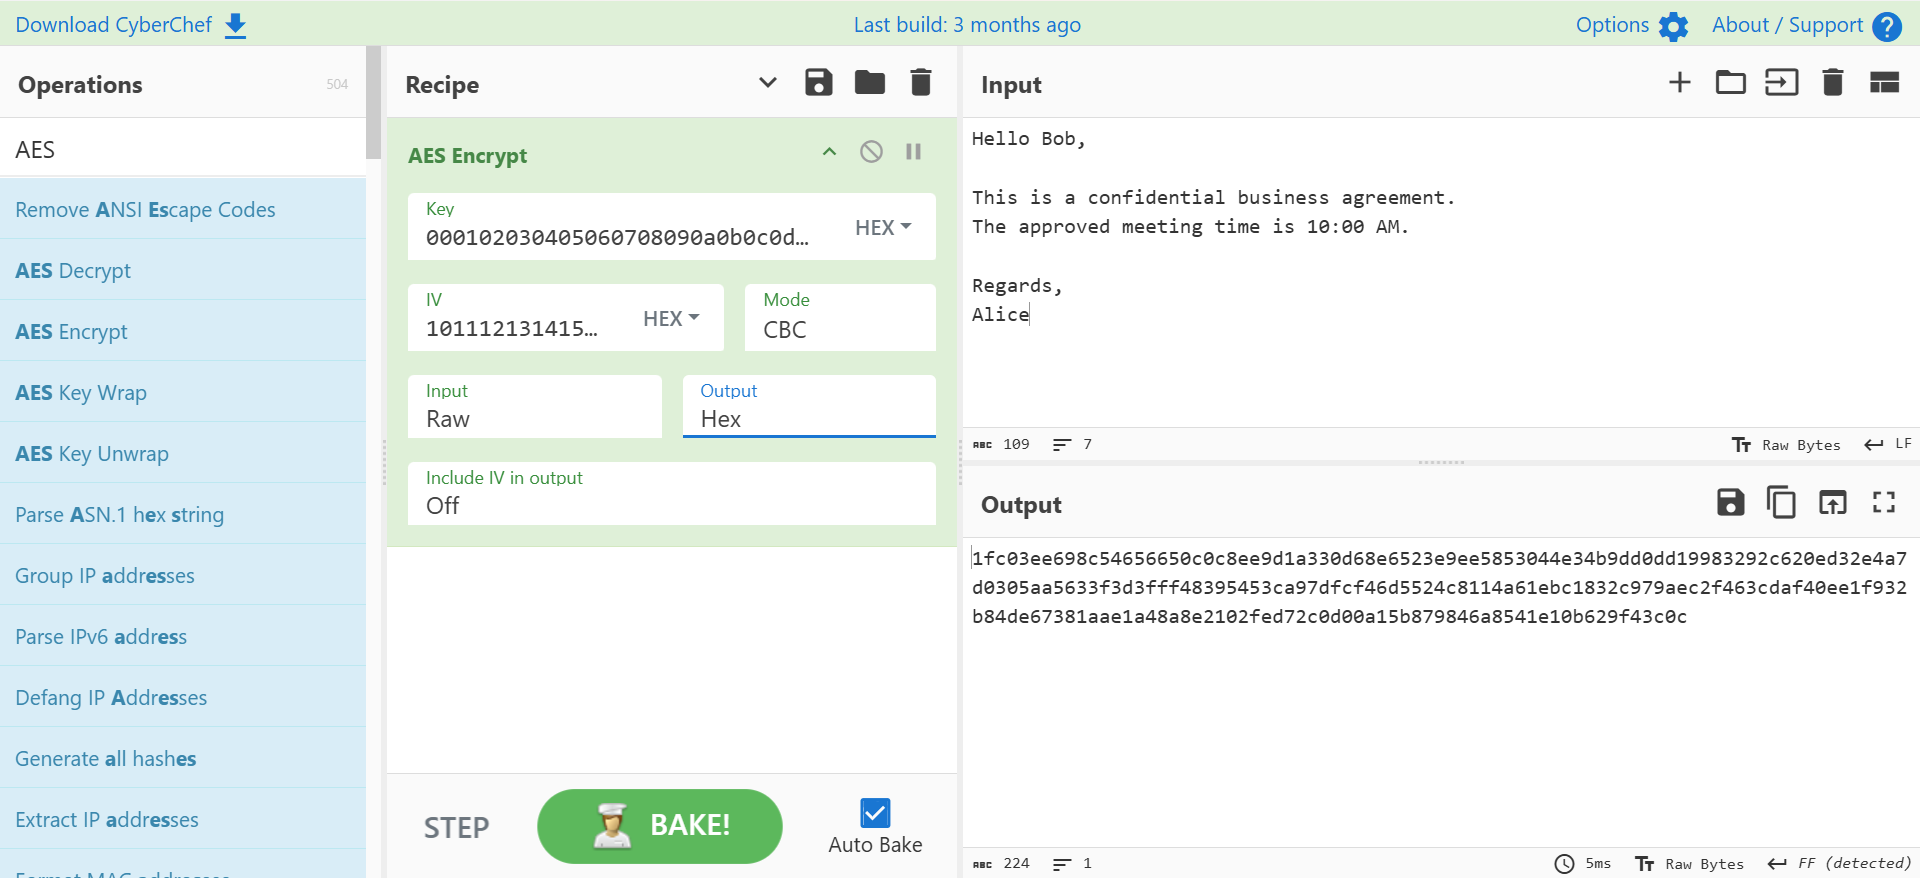 Download CyberChef
Last build: 3 months ago
Options
About / Support
Operations
504
AES
Remove ANSI Escape Codes
AES Decrypt
AES Encrypt
AES Key Wrap
AES Key Unwrap
Parse ASN.1 hex string
Group IP addresses
Parse IPv6 address
Defang IP Addresses
Generate all hashes
Extract IP addresses
Format MAC addresses
Recipe
AES Encrypt
Key
000102030405060708090a0b0c0d…
HEX
IV
101112131415…
HEX
Mode
CBC
Input
Raw
Output
Hex
Include IV in output
Off
STEP
BAKE!
Auto Bake
Input
Hello Bob,
This is a confidential business agreement.
The approved meeting time is 10:00 AM.
Regards,
Alice
ABC 109
7
Raw Bytes
LF
Output
1fc03ee698c54656650c0c8ee9d1a330d68e6523e9ee5853044e34b9dd0dd19983292c620ed32e4a7
d0305aa5633f3d3fff48395453ca97dfcf46d5524c8114a61ebc1832c979aec2f463cdaf40ee1f932
b84de67381aae1a48a8e2102fed72c0d00a15b879846a8541e10b629f43c0c
ABC 224
1
5ms
Raw Bytes
FF (detected)